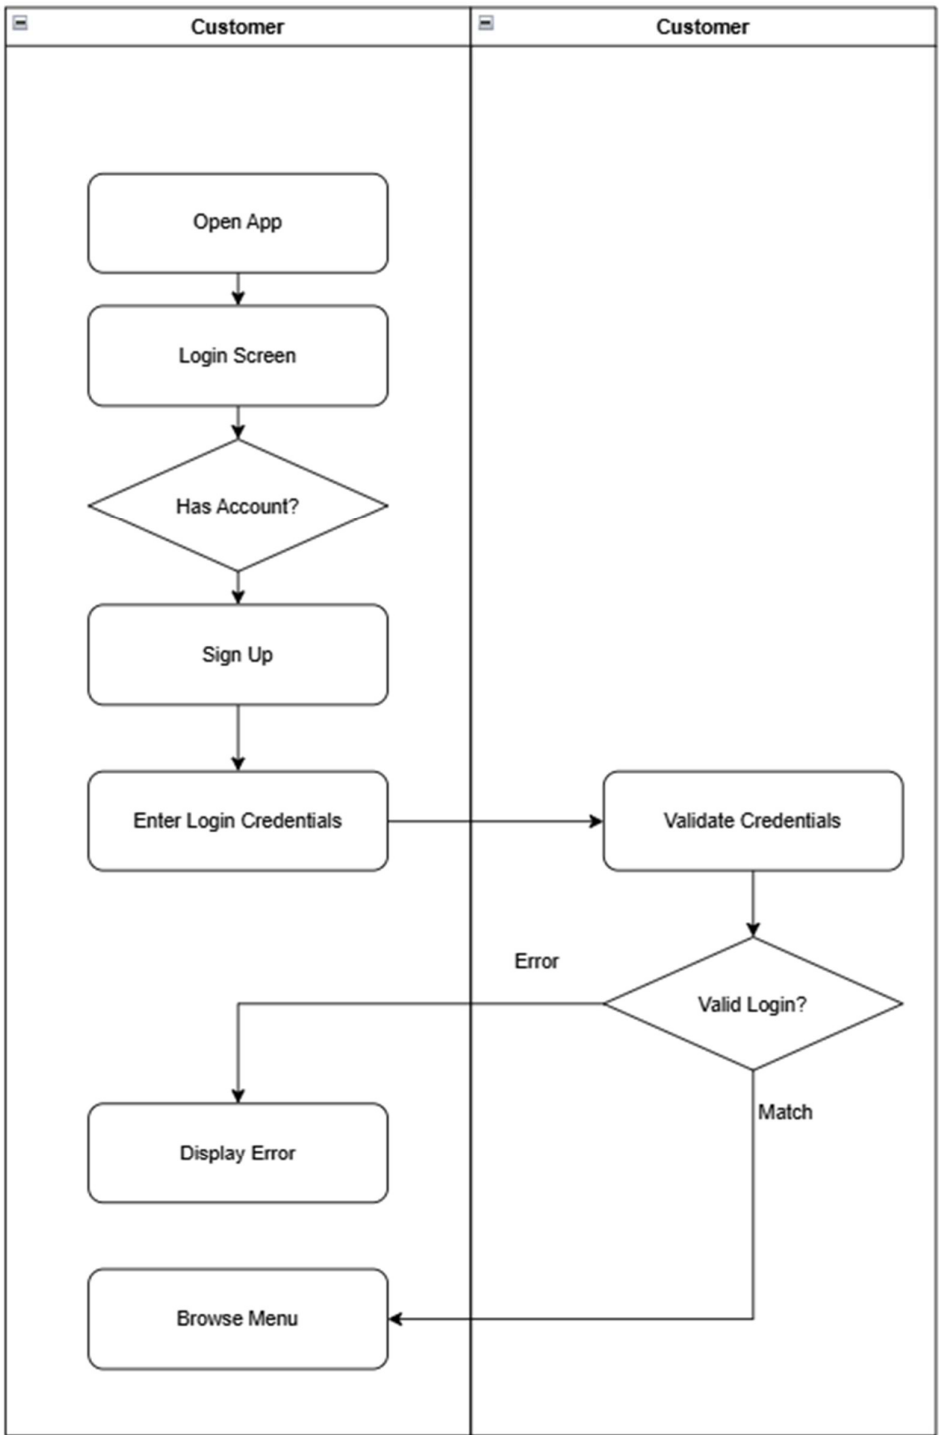 Customer
Customer
Open App
Login Screen
Has Account?
Sign Up
Enter Login Credentials
Validate Credentials
Error
Valid Login?
Match
Display Error
Browse Menu